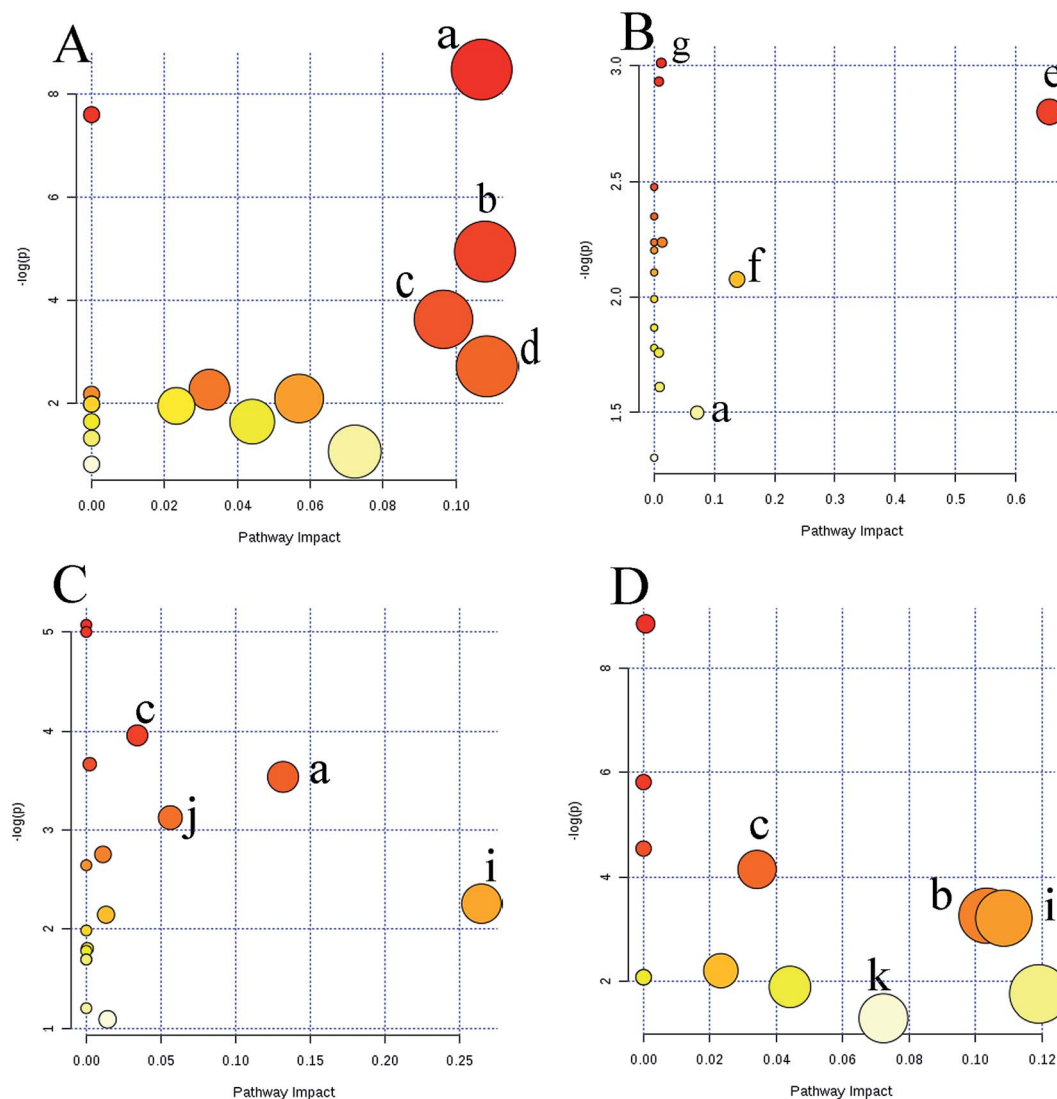 A
a
b
c
d
8
6
4
2
-log(p)
0.00 0.02 0.04 0.06 0.08 0.10
Pathway Impact
B
g
e
f
a
3.0
2.5
2.0
1.5
-log(p)
0.0 0.1 0.2 0.3 0.4 0.5 0.6
Pathway Impact
C
c
a
j
i
5
4
3
2
1
-log(p)
0.00 0.05 0.10 0.15 0.20 0.25
Pathway Impact
D
c
b
i
k
8
6
4
2
-log(p)
0.00 0.02 0.04 0.06 0.08 0.10 0.12
Pathway Impact